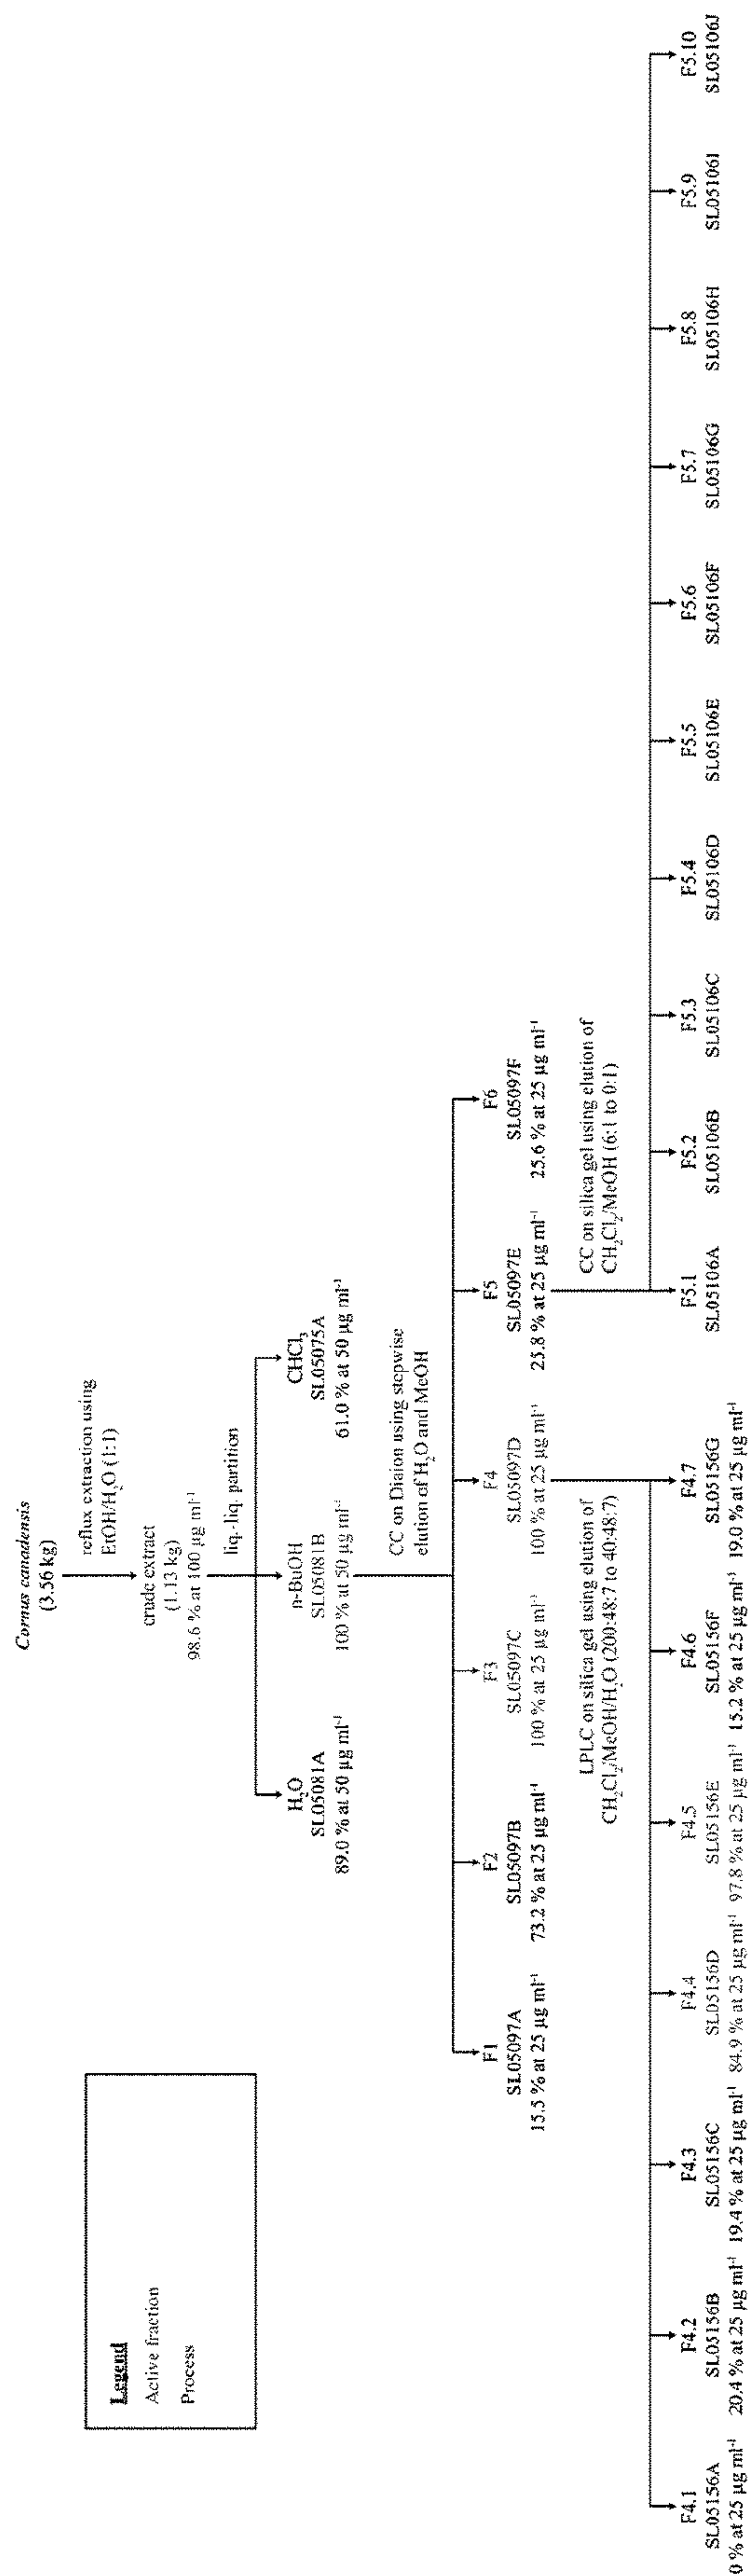 Legend
Active fraction
Process
Cornus canadensis
(3.56 kg)
reflux extraction using
EtOH/H₂O (1:1)
crude extract
(1.13 kg)
98.6 % at 100 µg ml⁻¹
liq.-liq. partition
H₂O
SL05081A
89.0 % at 50 µg ml⁻¹
n-BuOH
SL05081B
100 % at 50 µg ml⁻¹
CHCl₃
SL05075A
61.0 % at 50 µg ml⁻¹
CC on Diaion using stepwise
elution of H₂O and MeOH
F1
SL05097A
15.5 % at 25 µg ml⁻¹
F2
SL05097B
73.2 % at 25 µg ml⁻¹
F3
SL05097C
100 % at 25 µg ml⁻¹
F4
SL05097D
100 % at 25 µg ml⁻¹
F5
SL05097E
25.8 % at 25 µg ml⁻¹
F6
SL05097F
25.6 % at 25 µg ml⁻¹
LPLC on silica gel using elution of
CH₂Cl₂/MeOH/H₂O (200:48:7 to 40:48:7)
CC on silica gel using elution of
CH₂Cl₂/MeOH (6:1 to 0:1)
F4.1
SL05156A
0 % at 25 µg ml⁻¹
F4.2
SL05156B
20.4 % at 25 µg ml⁻¹
F4.3
SL05156C
19.4 % at 25 µg ml⁻¹
F4.4
SL05156D
84.9 % at 25 µg ml⁻¹
F4.5
SL05156E
97.8 % at 25 µg ml⁻¹
F4.6
SL05156F
15.2 % at 25 µg ml⁻¹
F4.7
SL05156G
19.0 % at 25 µg ml⁻¹
F5.1
SL05106A
F5.2
SL05106B
F5.3
SL05106C
F5.4
SL05106D
F5.5
SL05106E
F5.6
SL05106F
F5.7
SL05106G
F5.8
SL05106H
F5.9
SL05106I
F5.10
SL05106J